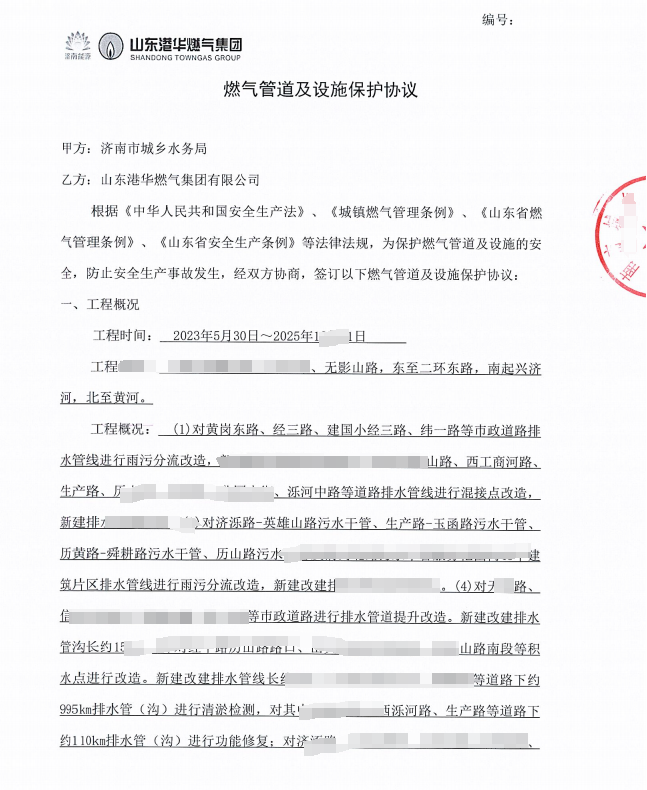 编号：
济南能源
山东港华燃气集团
SHANDONG TOWNGAS GROUP
燃气管道及设施保护协议
甲方：济南市城乡水务局
乙方：山东港华燃气集团有限公司
根据《中华人民共和国安全生产法》、《城镇燃气管理条例》、《山东省燃
气管理条例》、《山东省安全生产条例》等法律法规，为保护燃气管道及设施的安
全，防止安全生产事故发生，经双方协商，签订以下燃气管道及设施保护协议：
一、工程概况
工程时间： 2023年5月30日～2025年1 1日
工程 、无影山路，东至二环东路，南起兴济
河，北至黄河。
工程概况： (1)对黄岗东路、经三路、建国小经三路、纬一路等市政道路排
水管线进行雨污分流改造， 山路、西工商河路、
生产路、历 、泺河中路等道路排水管线进行混接点改造，
新建排水 )对济泺路-英雄山路污水干管、生产路-玉函路污水干管、
历黄路-舜耕路污水干管、历山路污水 建
筑片区排水管线进行雨污分流改造，新建改建排 。(4)对 路、
信 等市政道路进行排水管道提升改造。新建改建排水
管沟长约15 山路南段等积
水点进行改造。新建改建排水管线长约 等道路下约
995km排水管（沟）进行清淤检测，对其 西泺河路、生产路等道路下
约110km排水管（沟）进行功能修复；对济泺路 、